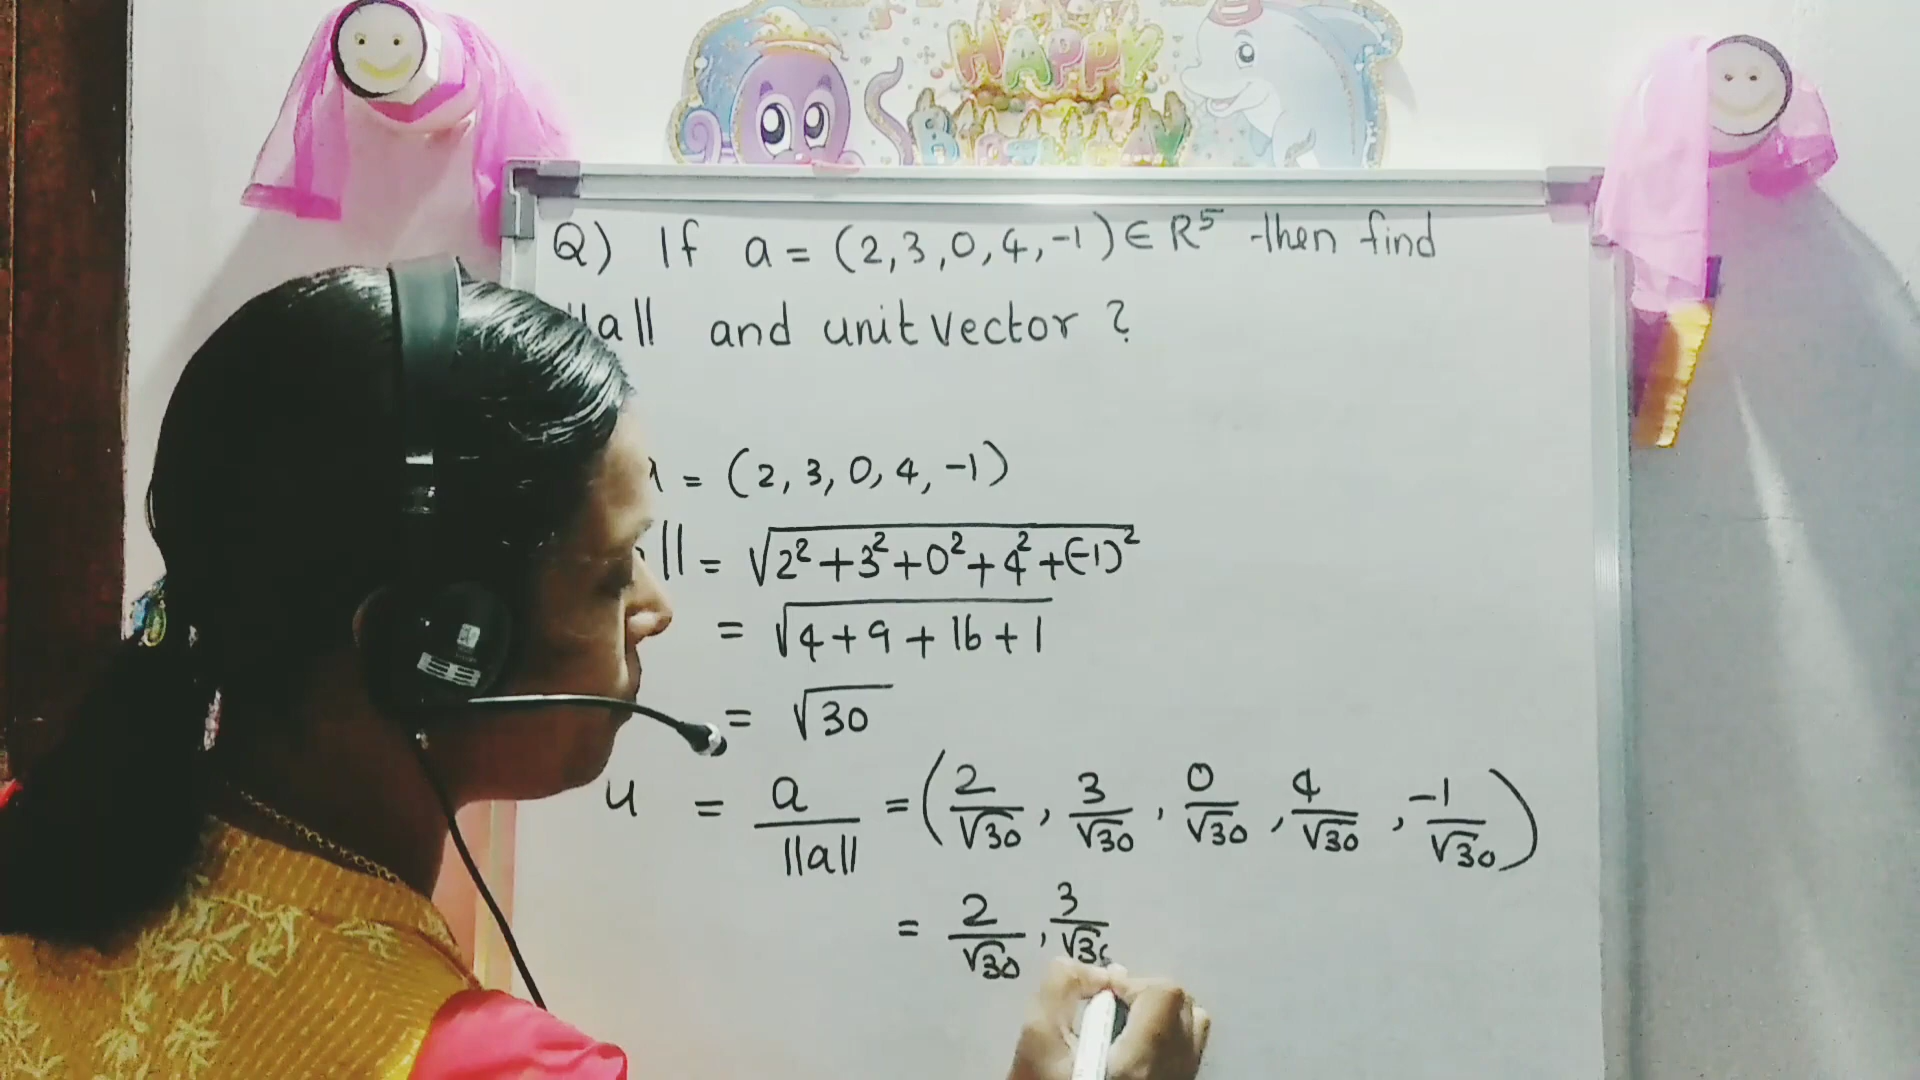 HAPPY
BIRTHDAY
Q) If a = (2,3,0,4,-1) ∈ R⁵ then find
||a|| and unit vector ?
= (2, 3, 0, 4, -1)
|| = √2² + 3² + 0² + 4² + (-1)²
= √4 + 9 + 16 + 1
= √30
u = a/||a|| = (2/√30, 3/√30, 0/√30, 4/√30, -1/√30)
= 2/√30, 3/√3